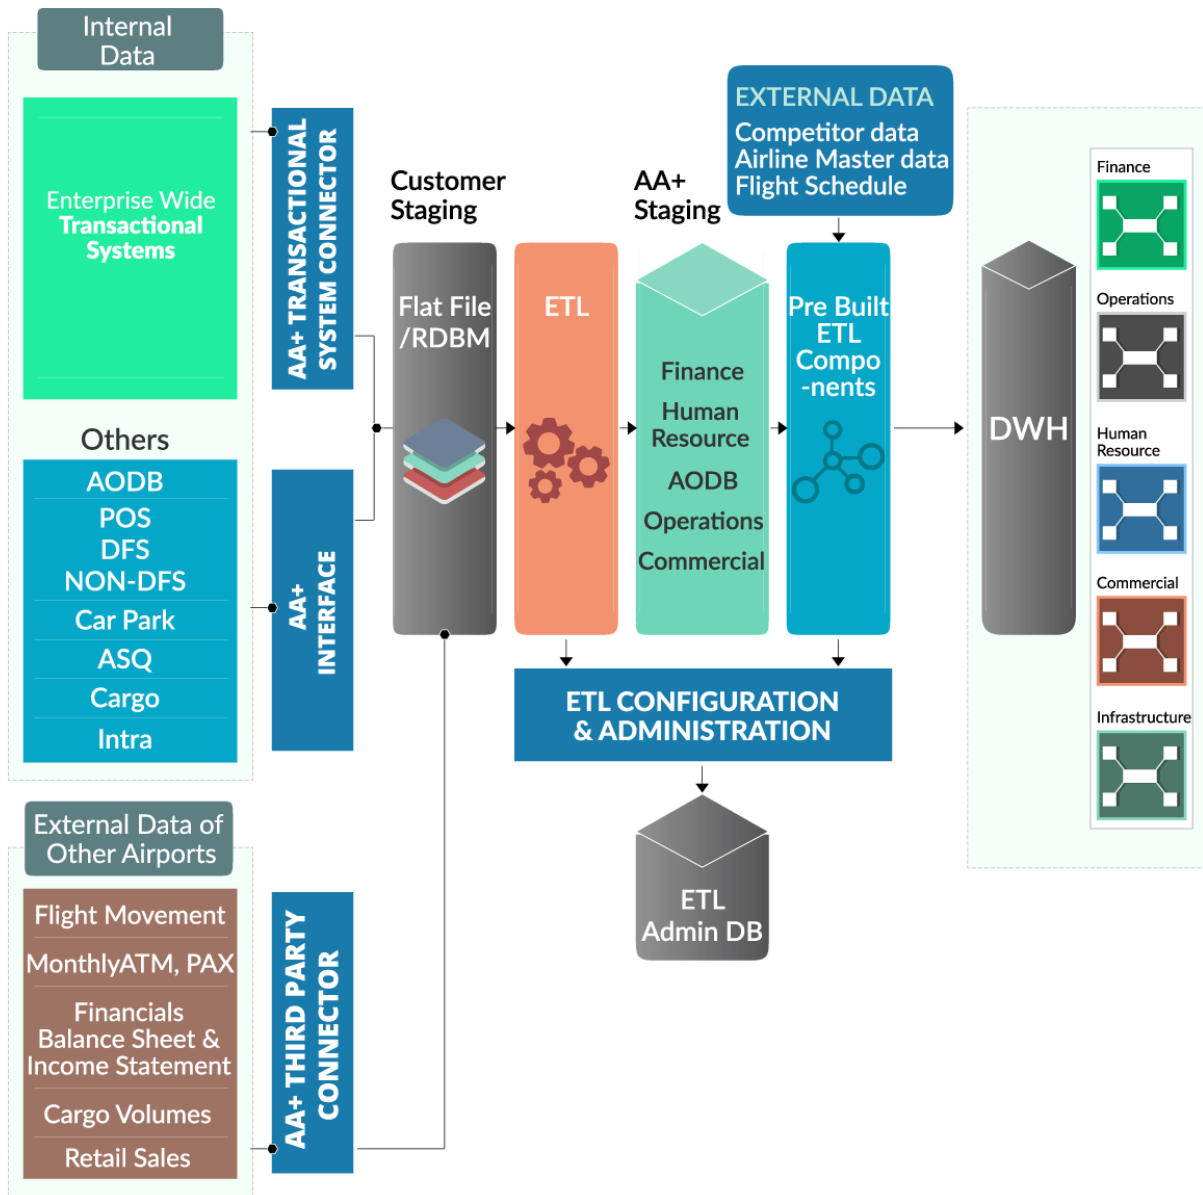 Internal
Data
Enterprise Wide
Transactional
Systems
Others
AODB
POS
DFS
NON-DFS
Car Park
ASQ
Cargo
Intra
External Data of
Other Airports
Flight Movement
MonthlyATM, PAX
Financials
Balance Sheet &
Income Statement
Cargo Volumes
Retail Sales
AA+ TRANSACTIONAL
SYSTEM CONNECTOR
AA+
INTERFACE
AA+ THIRD PARTY
CONNECTOR
Customer
Staging
Flat File
/RDBM
ETL
AA+
Staging
Finance
Human
Resource
AODB
Operations
Commercial
EXTERNAL DATA
Competitor data
Airline Master data
Flight Schedule
Pre Built
ETL
Compo
-nents
ETL CONFIGURATION
& ADMINISTRATION
ETL
Admin DB
DWH
Finance
Operations
Human
Resource
Commercial
Infrastructure